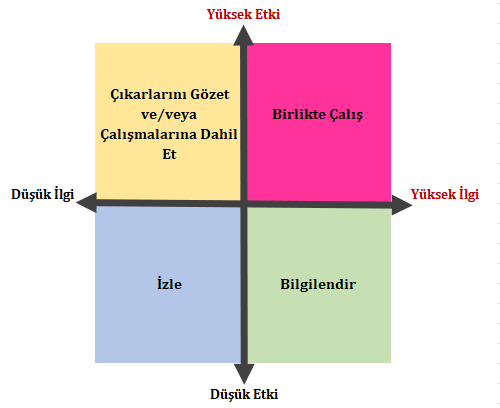 Yüksek Etki
Çıkarlarını Gözet
ve/veya
Çalışmalarına Dahil
Et
Birlikte Çalış
Düşük İlgi
Yüksek İlgi
İzle
Bilgilendir
Düşük Etki